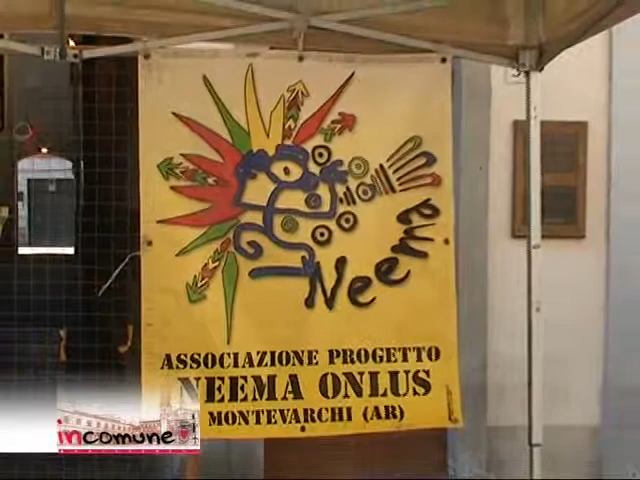 Neema
ASSOCIAZIONE PROGETTO
NEEMA ONLUS
MONTEVARCHI (AR)
incomune